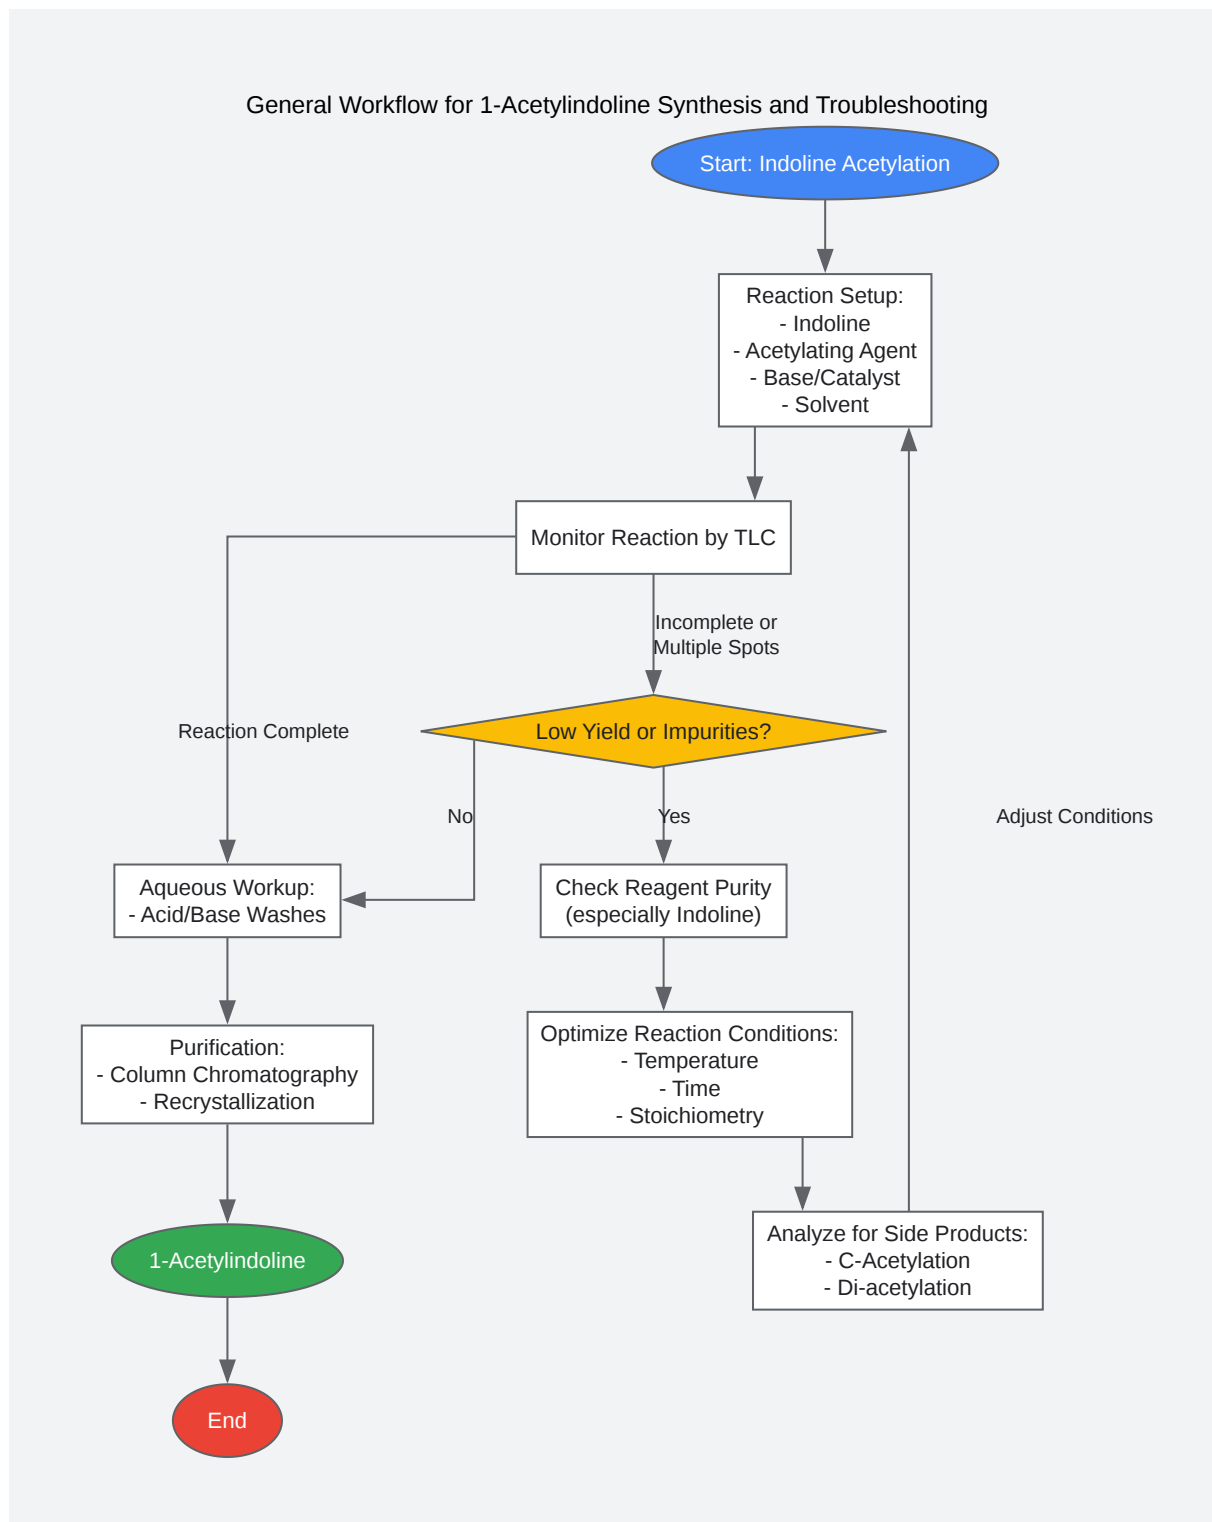 General Workflow for 1-Acetylindoline Synthesis and Troubleshooting
Start: Indoline Acetylation
Reaction Setup:
- Indoline
- Acetylating Agent
- Base/Catalyst
- Solvent
Monitor Reaction by TLC
Incomplete or
Multiple Spots
Reaction Complete
Low Yield or Impurities?
No
Yes
Adjust Conditions
Aqueous Workup:
- Acid/Base Washes
Check Reagent Purity
(especially Indoline)
Purification:
- Column Chromatography
- Recrystallization
Optimize Reaction Conditions:
- Temperature
- Time
- Stoichiometry
1-Acetylindoline
Analyze for Side Products:
- C-Acetylation
- Di-acetylation
End